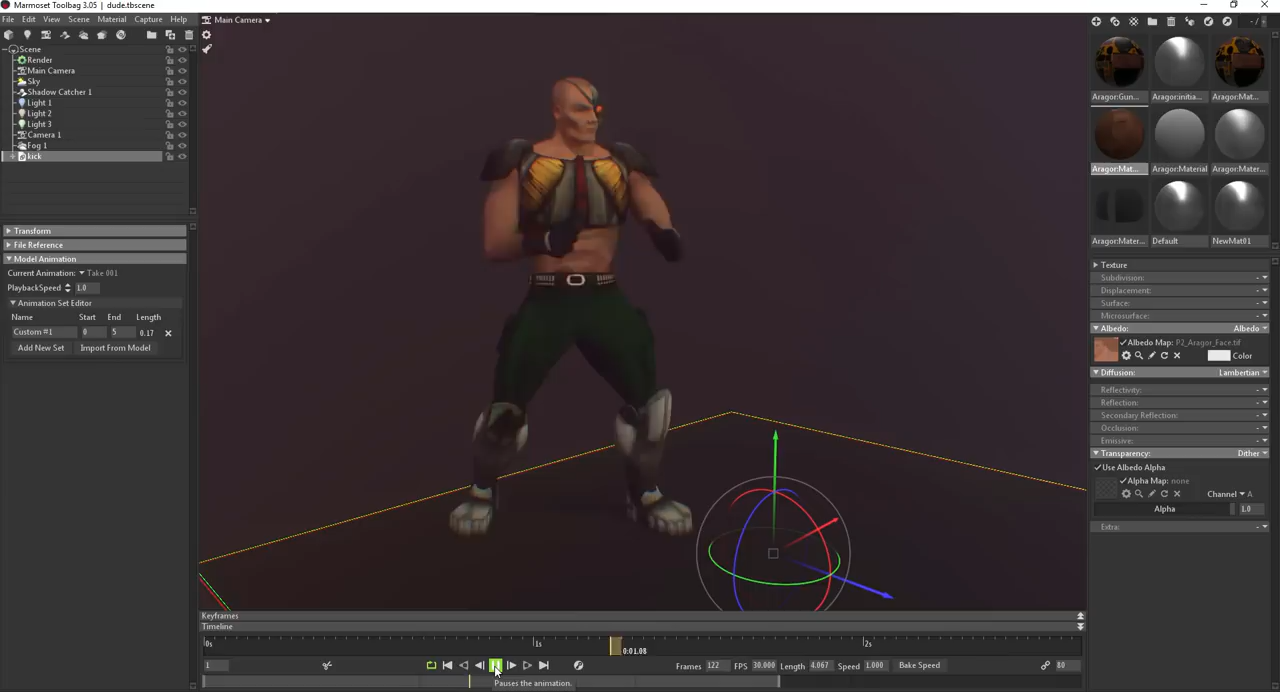 Marmoset Toolbag 3.05 | dude.tbscene
File Edit View Scene Material Capture Help
Main Camera
Scene
Render
Main Camera
Sky
Shadow Catcher 1
Light 1
Light 2
Light 3
Camera 1
Fog 1
kick
Transform
File Reference
Model Animation
Current Animation: Take 001
PlaybackSpeed 1.0
Animation Set Editor
Name Start End Length
Custom #1 0 5 0.17
Add New Set Import From Model
Aragor:Gun... Aragor:initia... Aragor:Mat...
Aragor:Mat... Aragor:Material Aragor:Mater...
Aragor:Mater... Default NewMat01
Texture
Subdivision:
Displacement:
Surface:
Microsurface:
Albedo: Albedo
Albedo Map: P2_Aragor_Face.tif
Color
Diffusion: Lambertian
Reflectivity:
Reflection:
Secondary Reflection:
Occlusion:
Emissive:
Transparency: Dither
Use Albedo Alpha
Alpha Map: none
Channel A
Alpha 1.0
Extra:
Keyframes
Timeline
0s 1s 2s
0:01.08
1 Frames 122 FPS 30.000 Length 4.067 Speed 1.000 Bake Speed 80
Pauses the animation.